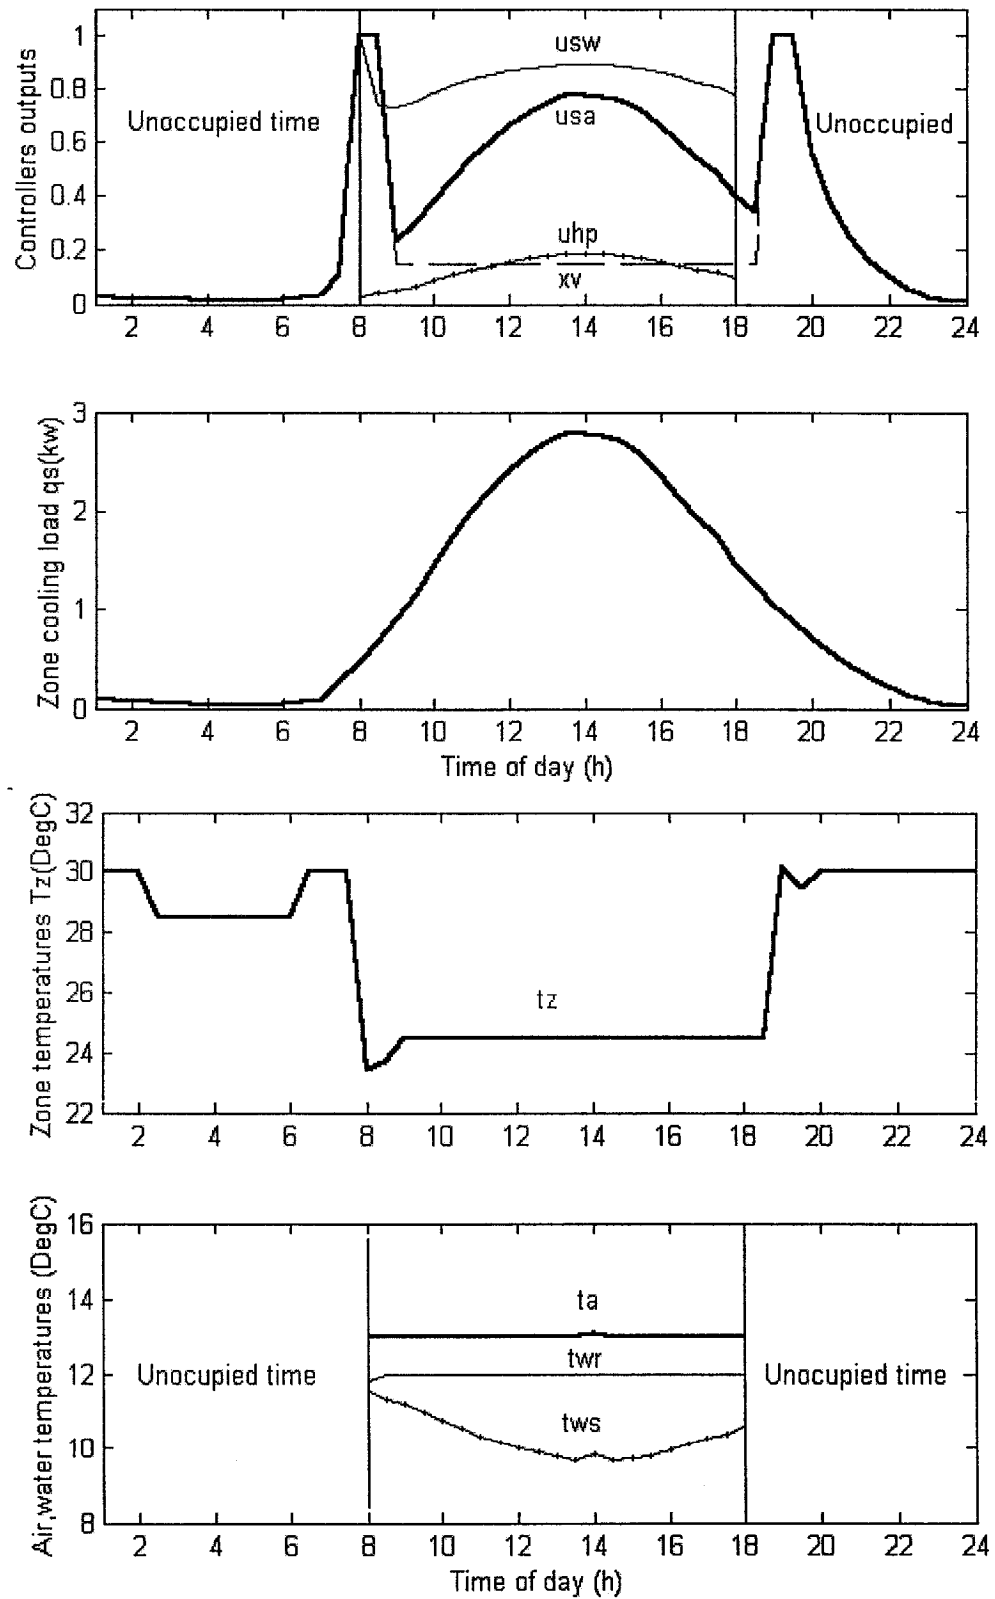 Controllers outputs
1
0.8
0.6
0.4
0.2
0
usw
Unoccupied time
usa
Unoccupied
uhp
xv
2 4 6 8 10 12 14 16 18 20 22 24
Zone cooling load qs(kw)
3
2
1
0
2 4 6 8 10 12 14 16 18 20 22 24
Time of day (h)
Zone temperatures Tz(DegC)
32
30
28
26
24
22
tz
2 4 6 8 10 12 14 16 18 20 22 24
Air,water temperatures (DegC)
16
14
12
10
8
ta
twr
Unocupied time
Unocupied time
tws
2 4 6 8 10 12 14 16 18 20 22 24
Time of day (h)